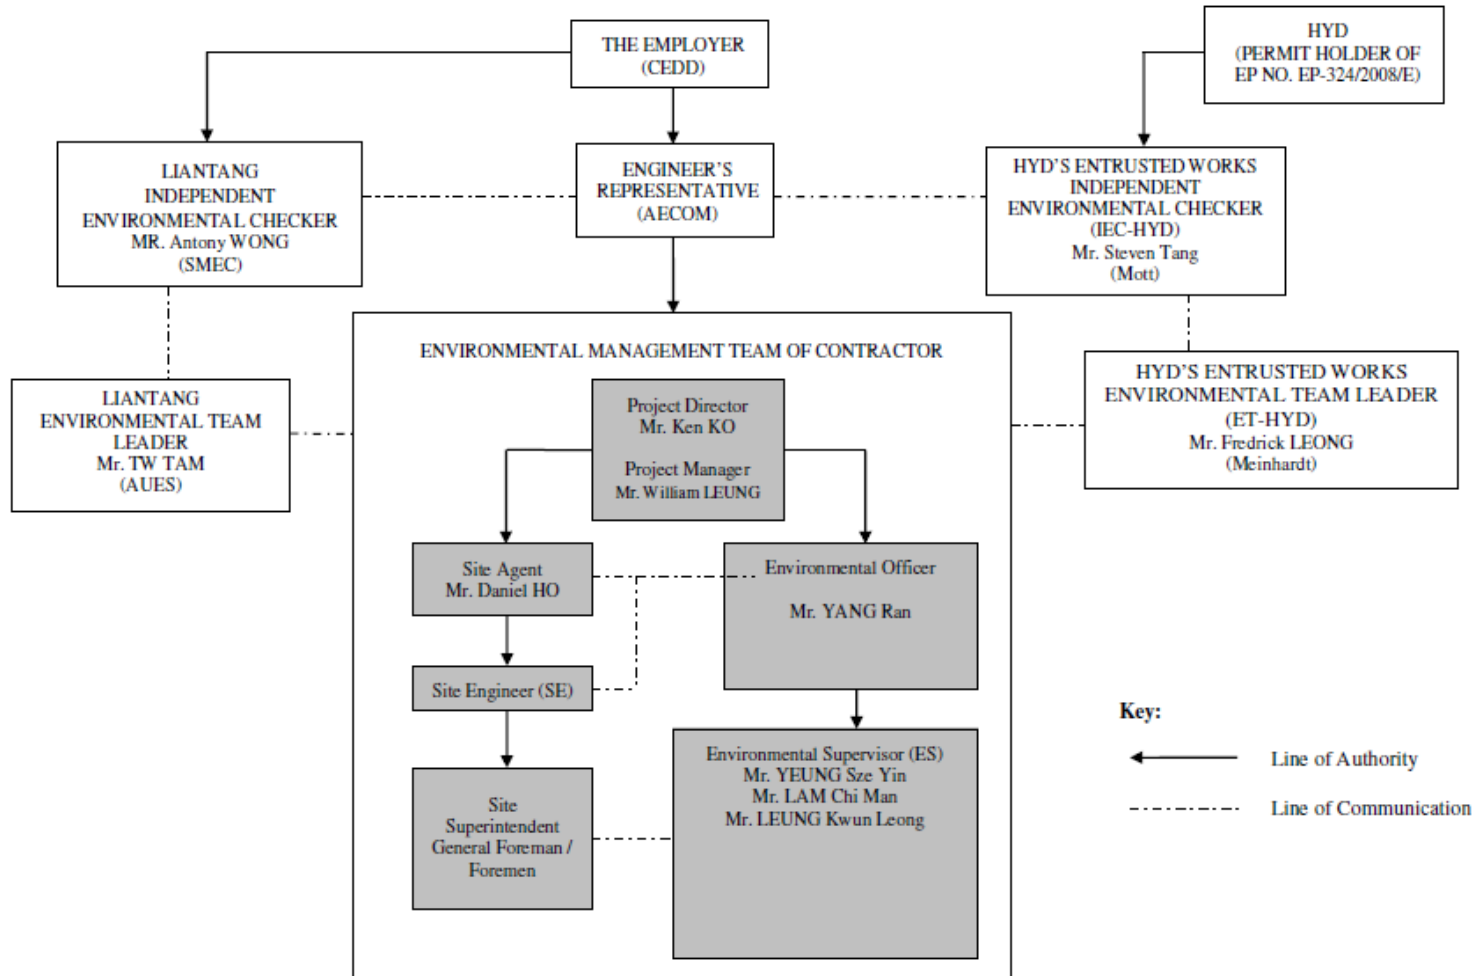 THE EMPLOYER
(CEDD)
HYD
(PERMIT HOLDER OF
EP NO. EP-324/2008/E)
LIANTANG
INDEPENDENT
ENVIRONMENTAL CHECKER
MR. Antony WONG
(SMEC)
ENGINEER'S
REPRESENTATIVE
(AECOM)
HYD'S ENTRUSTED WORKS
INDEPENDENT
ENVIRONMENTAL CHECKER
(IEC-HYD)
Mr. Steven Tang
(Mott)
ENVIRONMENTAL MANAGEMENT TEAM OF CONTRACTOR
LIANTANG
ENVIRONMENTAL TEAM
LEADER
Mr. TW TAM
(AUES)
HYD'S ENTRUSTED WORKS
ENVIRONMENTAL TEAM LEADER
(ET-HYD)
Mr. Fredrick LEONG
(Meinhardt)
Project Director
Mr. Ken KO
Project Manager
Mr. William LEUNG
Site Agent
Mr. Daniel HO
Environmental Officer
Mr. YANG Ran
Site Engineer (SE)
Environmental Supervisor (ES)
Mr. YEUNG Sze Yin
Mr. LAM Chi Man
Mr. LEUNG Kwun Leong
Site
Superintendent
General Foreman /
Foremen
Key:
Line of Authority
Line of Communication